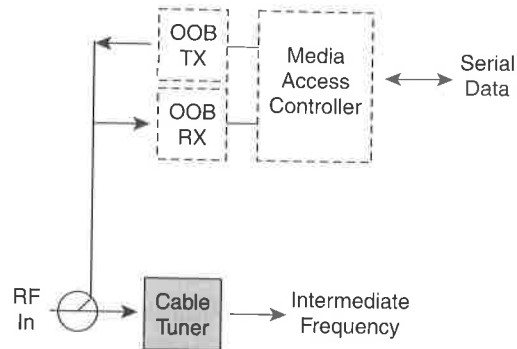 OOB
TX
OOB
RX
Media
Access
Controller
Serial
Data
RF
In
Cable
Tuner
Intermediate
Frequency